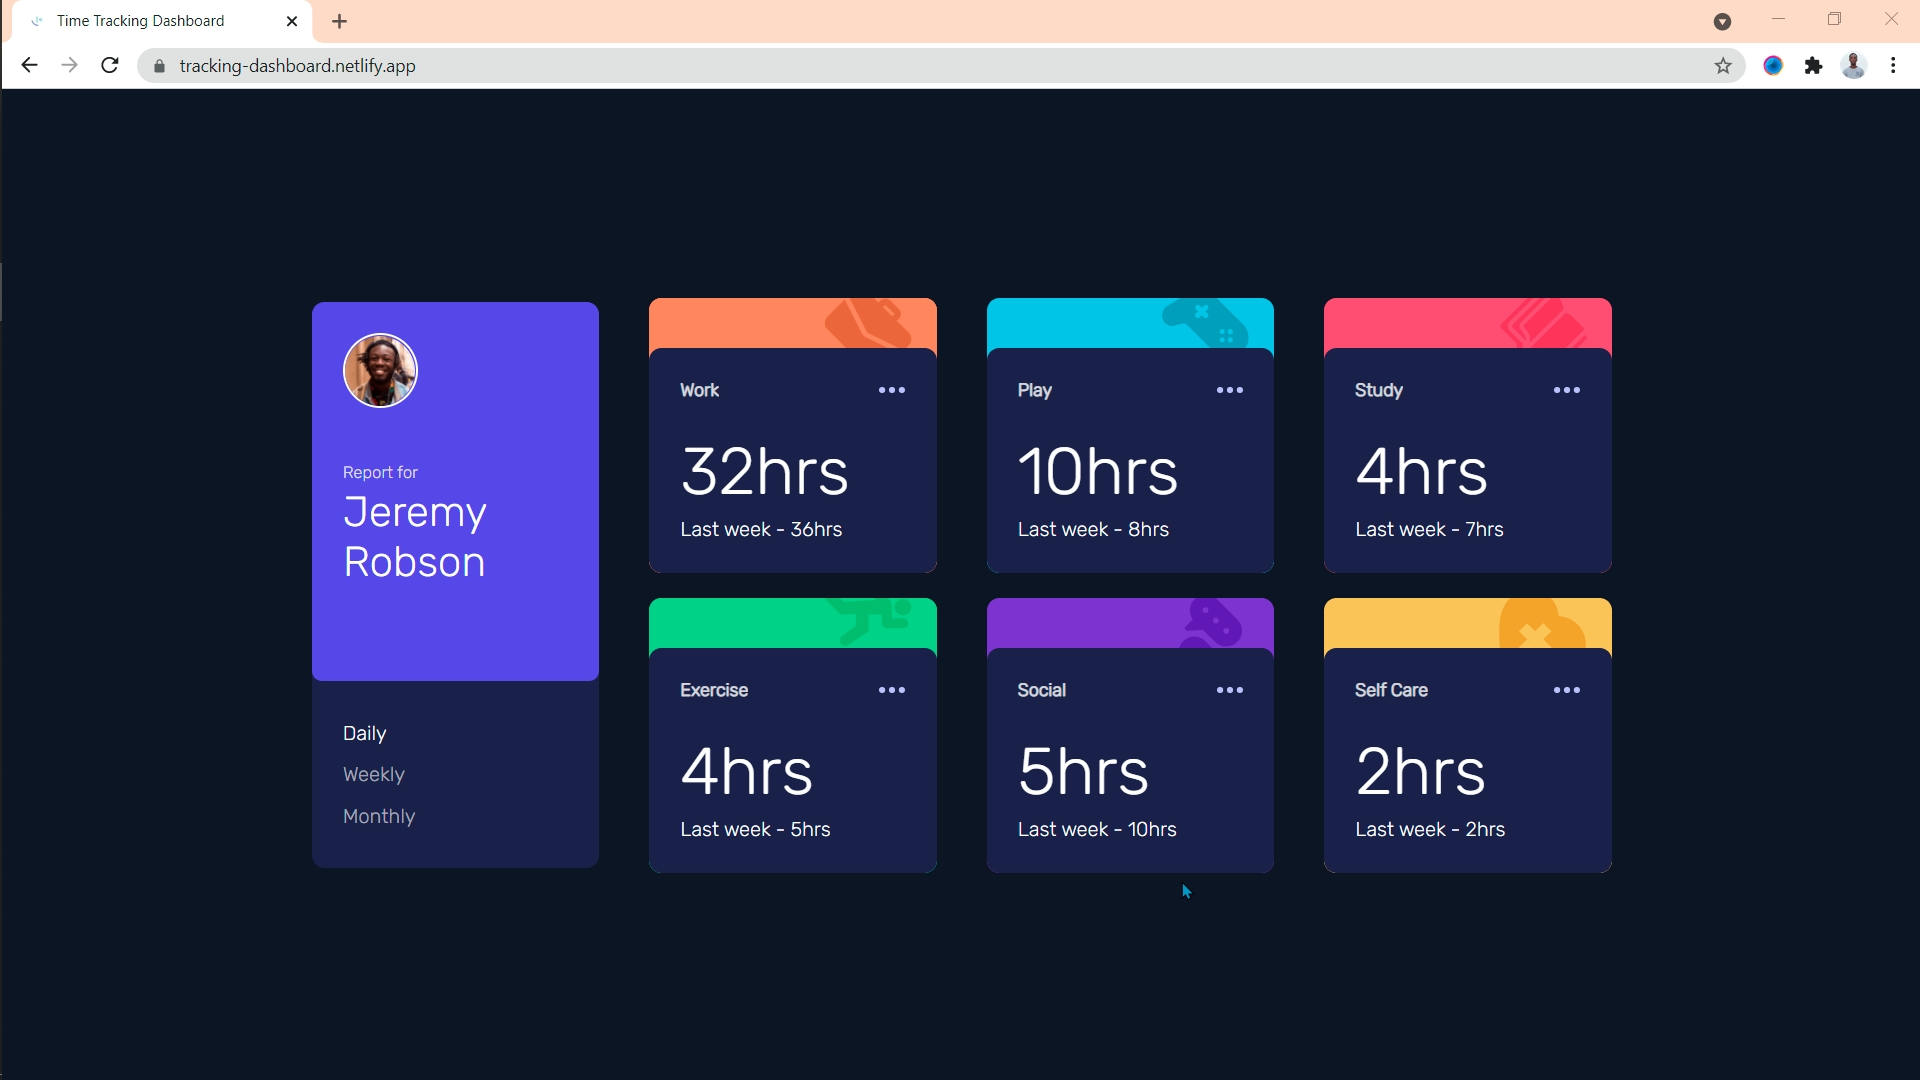 Time Tracking Dashboard
tracking-dashboard.netlify.app
Report for
Jeremy
Robson
Daily
Weekly
Monthly
Work
32hrs
Last week - 36hrs
Play
10hrs
Last week - 8hrs
Study
4hrs
Last week - 7hrs
Exercise
4hrs
Last week - 5hrs
Social
5hrs
Last week - 10hrs
Self Care
2hrs
Last week - 2hrs